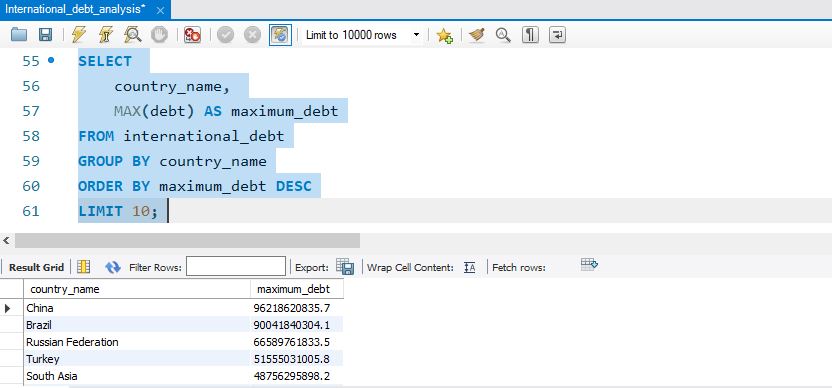 International_debt_analysis*
Limit to 10000 rows
55 SELECT
56 country_name,
57 MAX(debt) AS maximum_debt
58 FROM international_debt
59 GROUP BY country_name
60 ORDER BY maximum_debt DESC
61 LIMIT 10;
Result Grid Filter Rows: Export: Wrap Cell Content: Fetch rows:
country_name maximum_debt
China 96218620835.7
Brazil 90041840304.1
Russian Federation 66589761833.5
Turkey 51555031005.8
South Asia 48756295898.2